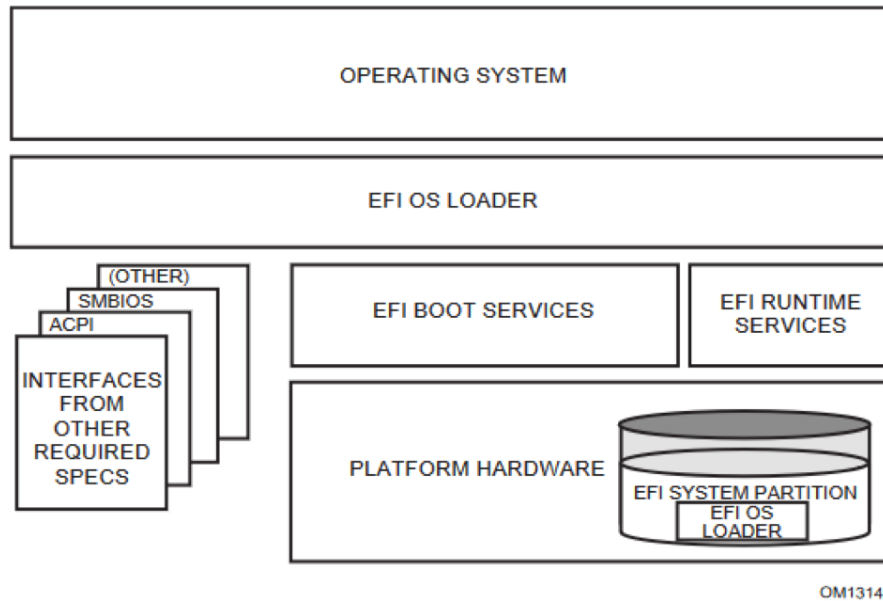 OPERATING SYSTEM
EFI OS LOADER
(OTHER)
SMBIOS
ACPI
INTERFACES
FROM
OTHER
REQUIRED
SPECS
EFI BOOT SERVICES
EFI RUNTIME
SERVICES
PLATFORM HARDWARE
EFI SYSTEM PARTITION
EFI OS
LOADER
OM1314